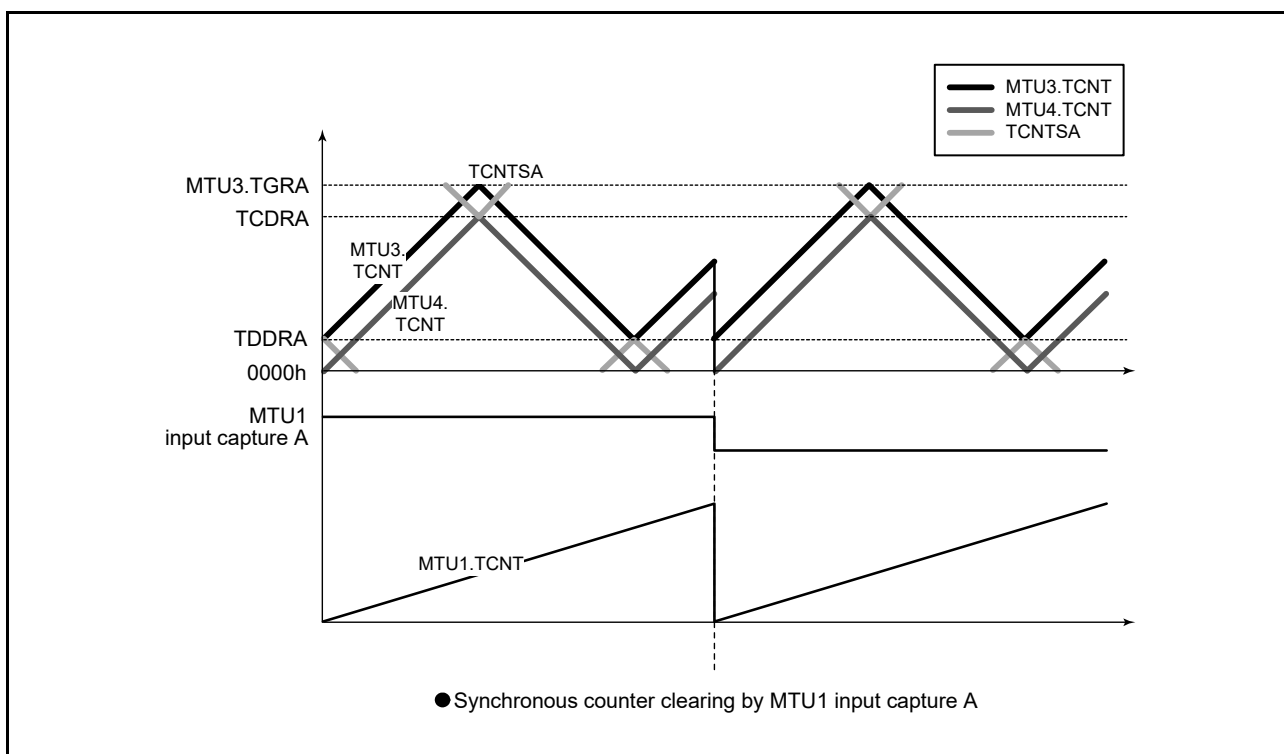 MTU3.TCNT
MTU4.TCNT
TCNTSA
TCNTSA
MTU3.TGRA
TCDRA
MTU3.
TCNT
MTU4.
TCNT
TDDRA
0000h
MTU1
input capture A
MTU1.TCNT
●Synchronous counter clearing by MTU1 input capture A